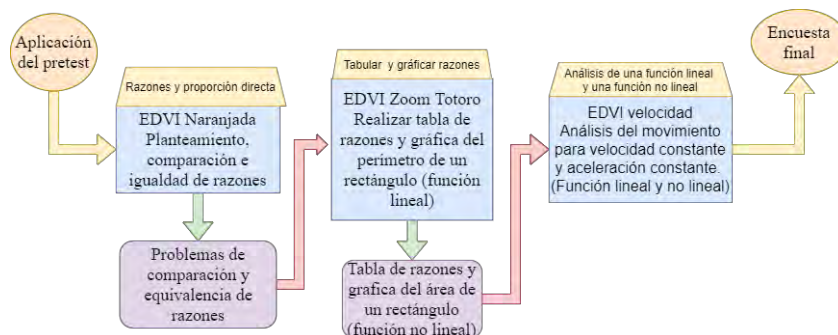 Aplicación
del pretest
Razones y proporción directa
EDVI Naranjada
Planteamiento,
comparación e
igualdad de razones
Problemas de
comparación y
equivalencia de
razones
Tabular y gráficar razones
EDVI Zoom Totoro
Realizar tabla de
razones y gráfica del
perimetro de un
rectángulo (función
lineal)
Tabla de razones y
grafica del área de
un rectángulo
(función no lineal)
Análisis de una función lineal
y una función no lineal
EDVI velocidad
Análisis del movimiento
para velocidad constante
y aceleración constante.
(Función lineal y no lineal)
Encuesta
final